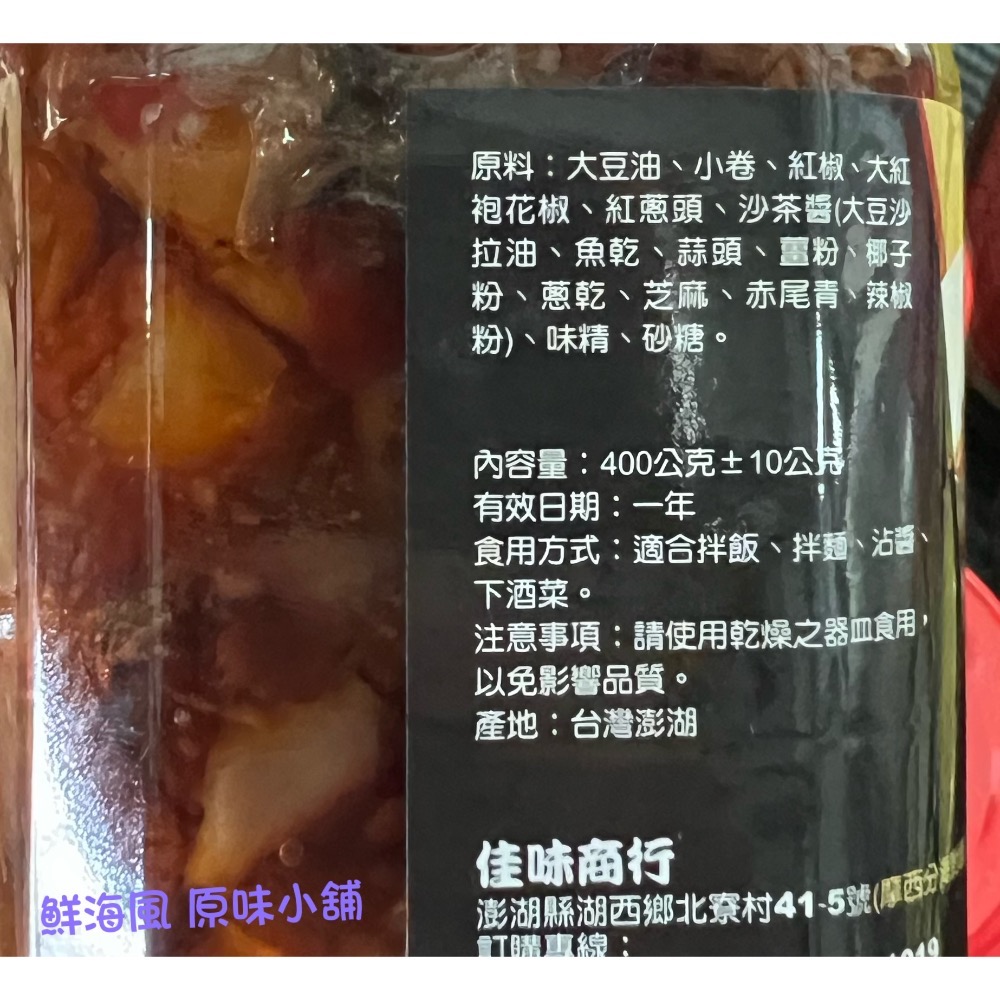 原料：大豆油、小卷、紅椒、大紅
袍花椒、紅蔥頭、沙茶醬(大豆沙
拉油、魚乾、蒜頭、薑粉、椰子
粉、蔥乾、芝麻、赤尾青、辣椒
粉)、味精、砂糖。
內容量：400公克±10公克
有效日期：一年
食用方式：適合拌飯、拌麵、沾醬、
下酒菜。
注意事項：請使用乾燥之器皿食用，
以免影響品質。
產地：台灣澎湖
佳味商行
澎湖縣湖西鄉北寮村41-5號(湖西分
訂購專線：
鮮海風 原味小舖